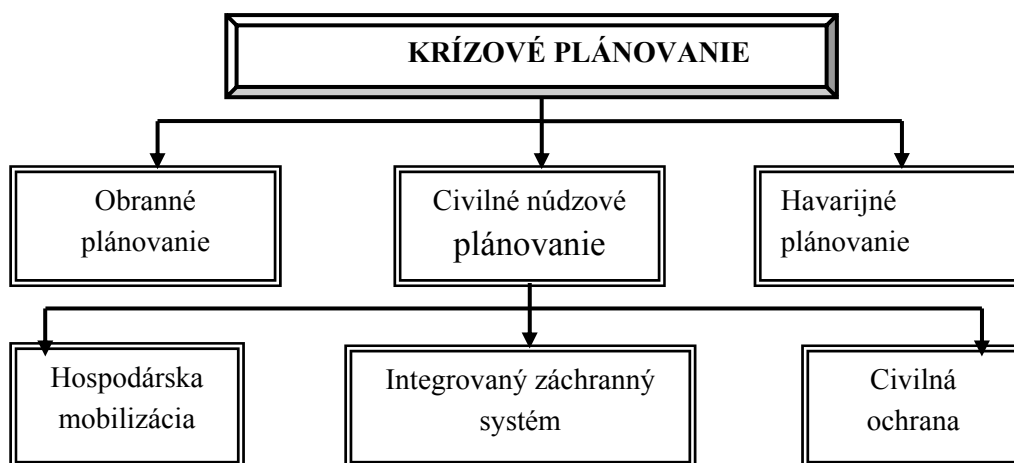 KRÍZOVÉ PLÁNOVANIE
Obranné
plánovanie
Civilné núdzové
plánovanie
Havarijné
plánovanie
Hospodárska
mobilizácia
Integrovaný záchranný
systém
Civilná
ochrana